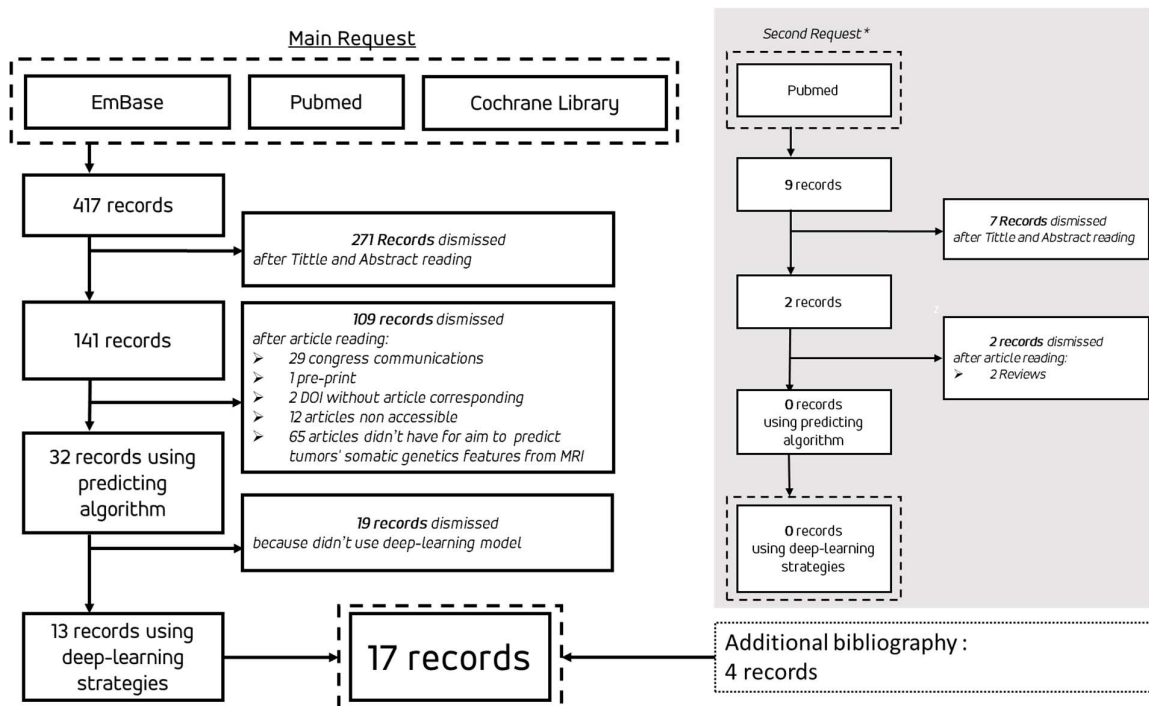 Main Request
EmBase
Pubmed
Cochrane Library
417 records
271 Records dismissed
after Tittle and Abstract reading
141 records
109 records dismissed
after article reading:
➢ 29 congress communications
➢ 1 pre-print
➢ 2 DOI without article corresponding
➢ 12 articles non accessible
➢ 65 articles didn't have for aim to predict
tumors' somatic genetics features from MRI
32 records using
predicting
algorithm
19 records dismissed
because didn't use deep-learning model
13 records using
deep-learning
strategies
17 records
Second Request *
Pubmed
9 records
7 Records dismissed
after Tittle and Abstract reading
2 records
2
2 records dismissed
after article reading:
➢ 2 Reviews
0 records
using predicting
algorithm
0 records
using deep-learning
strategies
Additional bibliography :
4 records